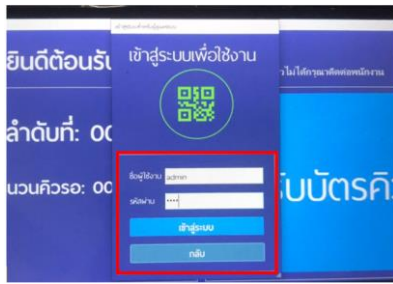 เข้าสู่ระบบเพื่อใช้งาน
ยินดีต้อนรับ
วไม่ได้กรุณาติดต่อพนักงาน
ลำดับที่: 00
ชื่อผู้ใช้งาน admin
นวนคิวรอ: 00
รับบัตรคิ
รหัสผ่าน ••••
เข้าสู่ระบบ
กลับ